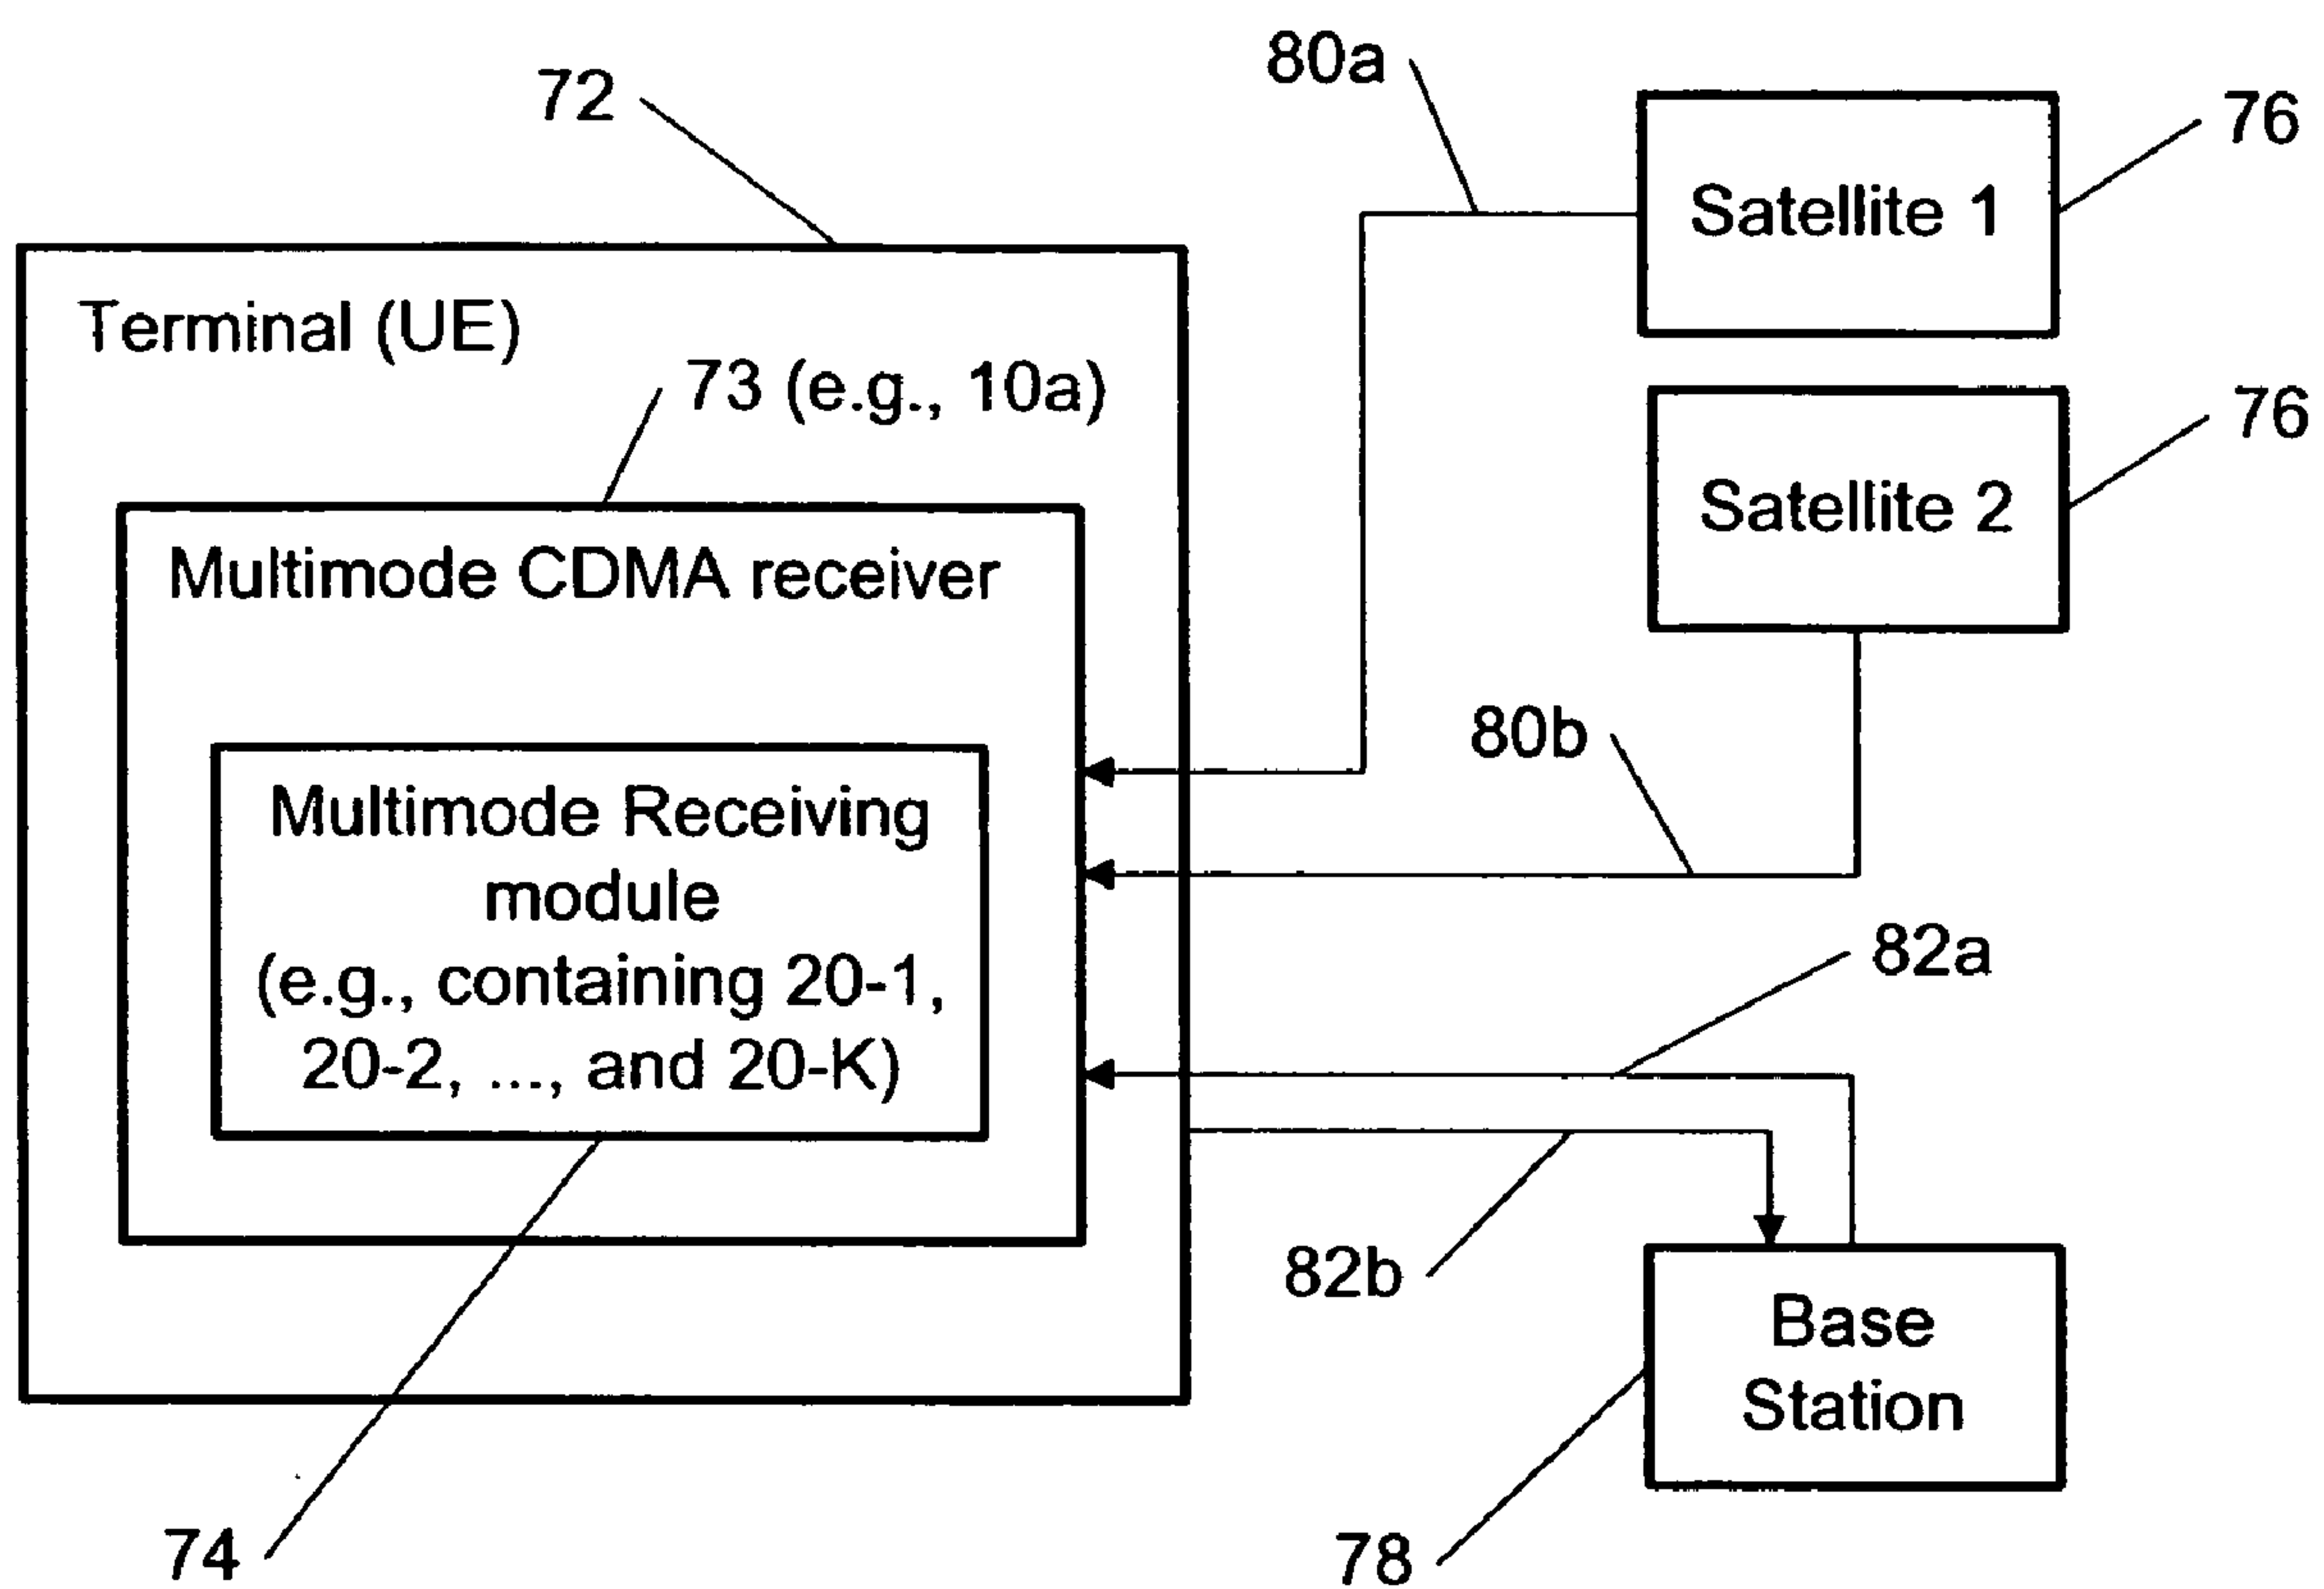 80a
72
76
Satellite 1
Terminal (UE)
73 (e.g., 10a)
76
Satellite 2
Multimode CDMA receiver
80b
Multimode Receiving
module
(e.g., containing 20-1,
20-2, ..., and 20-K)
82a
82b
Base
Station
74
78